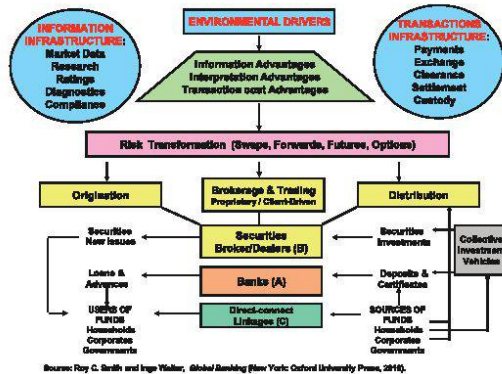 INFORMATION
INFRASTRUCTURE:
Market Data
Research
Ratings
Diagnostics
Compliance
ENVIRONMENTAL DRIVERS
Information Advantages
Interpretation Advantages
Transaction cost Advantages
TRANSACTIONS
INFRASTRUCTURE:
Payments
Exchange
Clearance
Settlement
Custody
Risk Transformation (Swaps, Forwards, Futures, Options)
Origination
Brokerage & Trading
Proprietary / Client-Driven
Distribution
Securities
New Issues
Securities
Broker/Dealers (B)
Securities
Investments
Collective
Investment
Vehicles
Loans &
Advances
Banks (A)
Deposits &
Certificates
USERS OF
FUNDS
Households
Corporates
Governments
Direct-connect
Linkages (C)
SOURCES OF
FUNDS
Households
Corporates
Governments
Source: Roy C. Smith and Ingo Walter, Global Banking (New York: Oxford University Press, 2016).